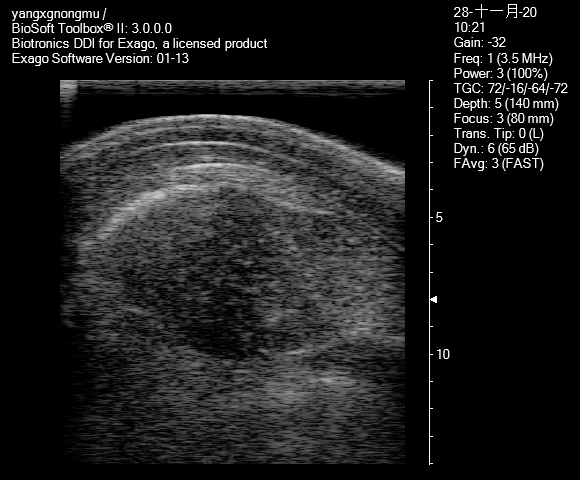 yangxgnongmu /
BioSoft Toolbox® II: 3.0.0.0
Biotronics DDI for Exago, a licensed product
Exago Software Version: 01-13
28-十一月-20
10:21
Gain: -32
Freq: 1 (3.5 MHz)
Power: 3 (100%)
TGC: 72/-16/-64/-72
Depth: 5 (140 mm)
Focus: 3 (80 mm)
Trans. Tip: 0 (L)
Dyn.: 6 (65 dB)
FAvg: 3 (FAST)
5
10